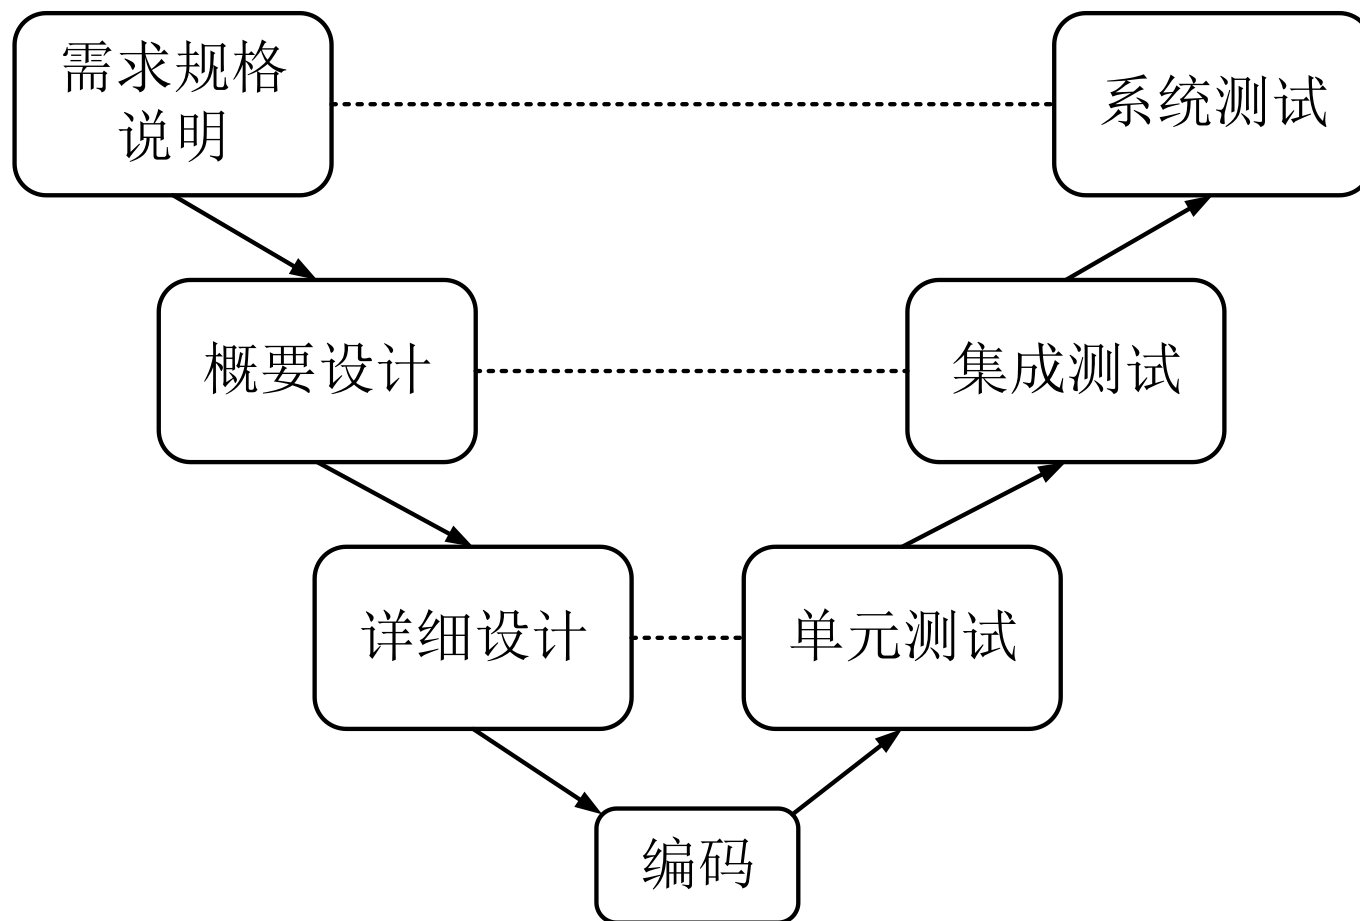 需求规格
说明
系统测试
概要设计
集成测试
详细设计
单元测试
编码